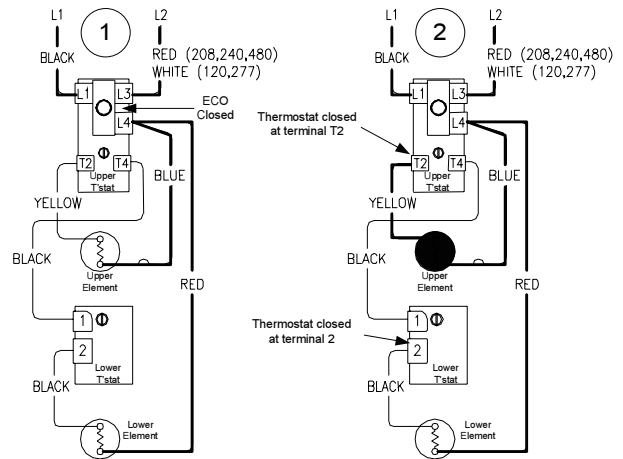 L1
1
L2
BLACK
RED (208,240,480)
WHITE (120,277)
L1
L3
ECO
Closed
L4
T2
T4
Upper
T'stat
BLUE
YELLOW
BLACK
Upper
Element
RED
1
2
Lower
T'stat
BLACK
Lower
Element
L1
2
L2
BLACK
RED (208,240,480)
WHITE (120,277)
L1
L3
L4
Thermostat closed
at terminal T2
T2
T4
Upper
T'stat
BLUE
YELLOW
BLACK
Upper
Element
RED
Thermostat closed
at terminal 2
1
2
Lower
T'stat
BLACK
Lower
Element